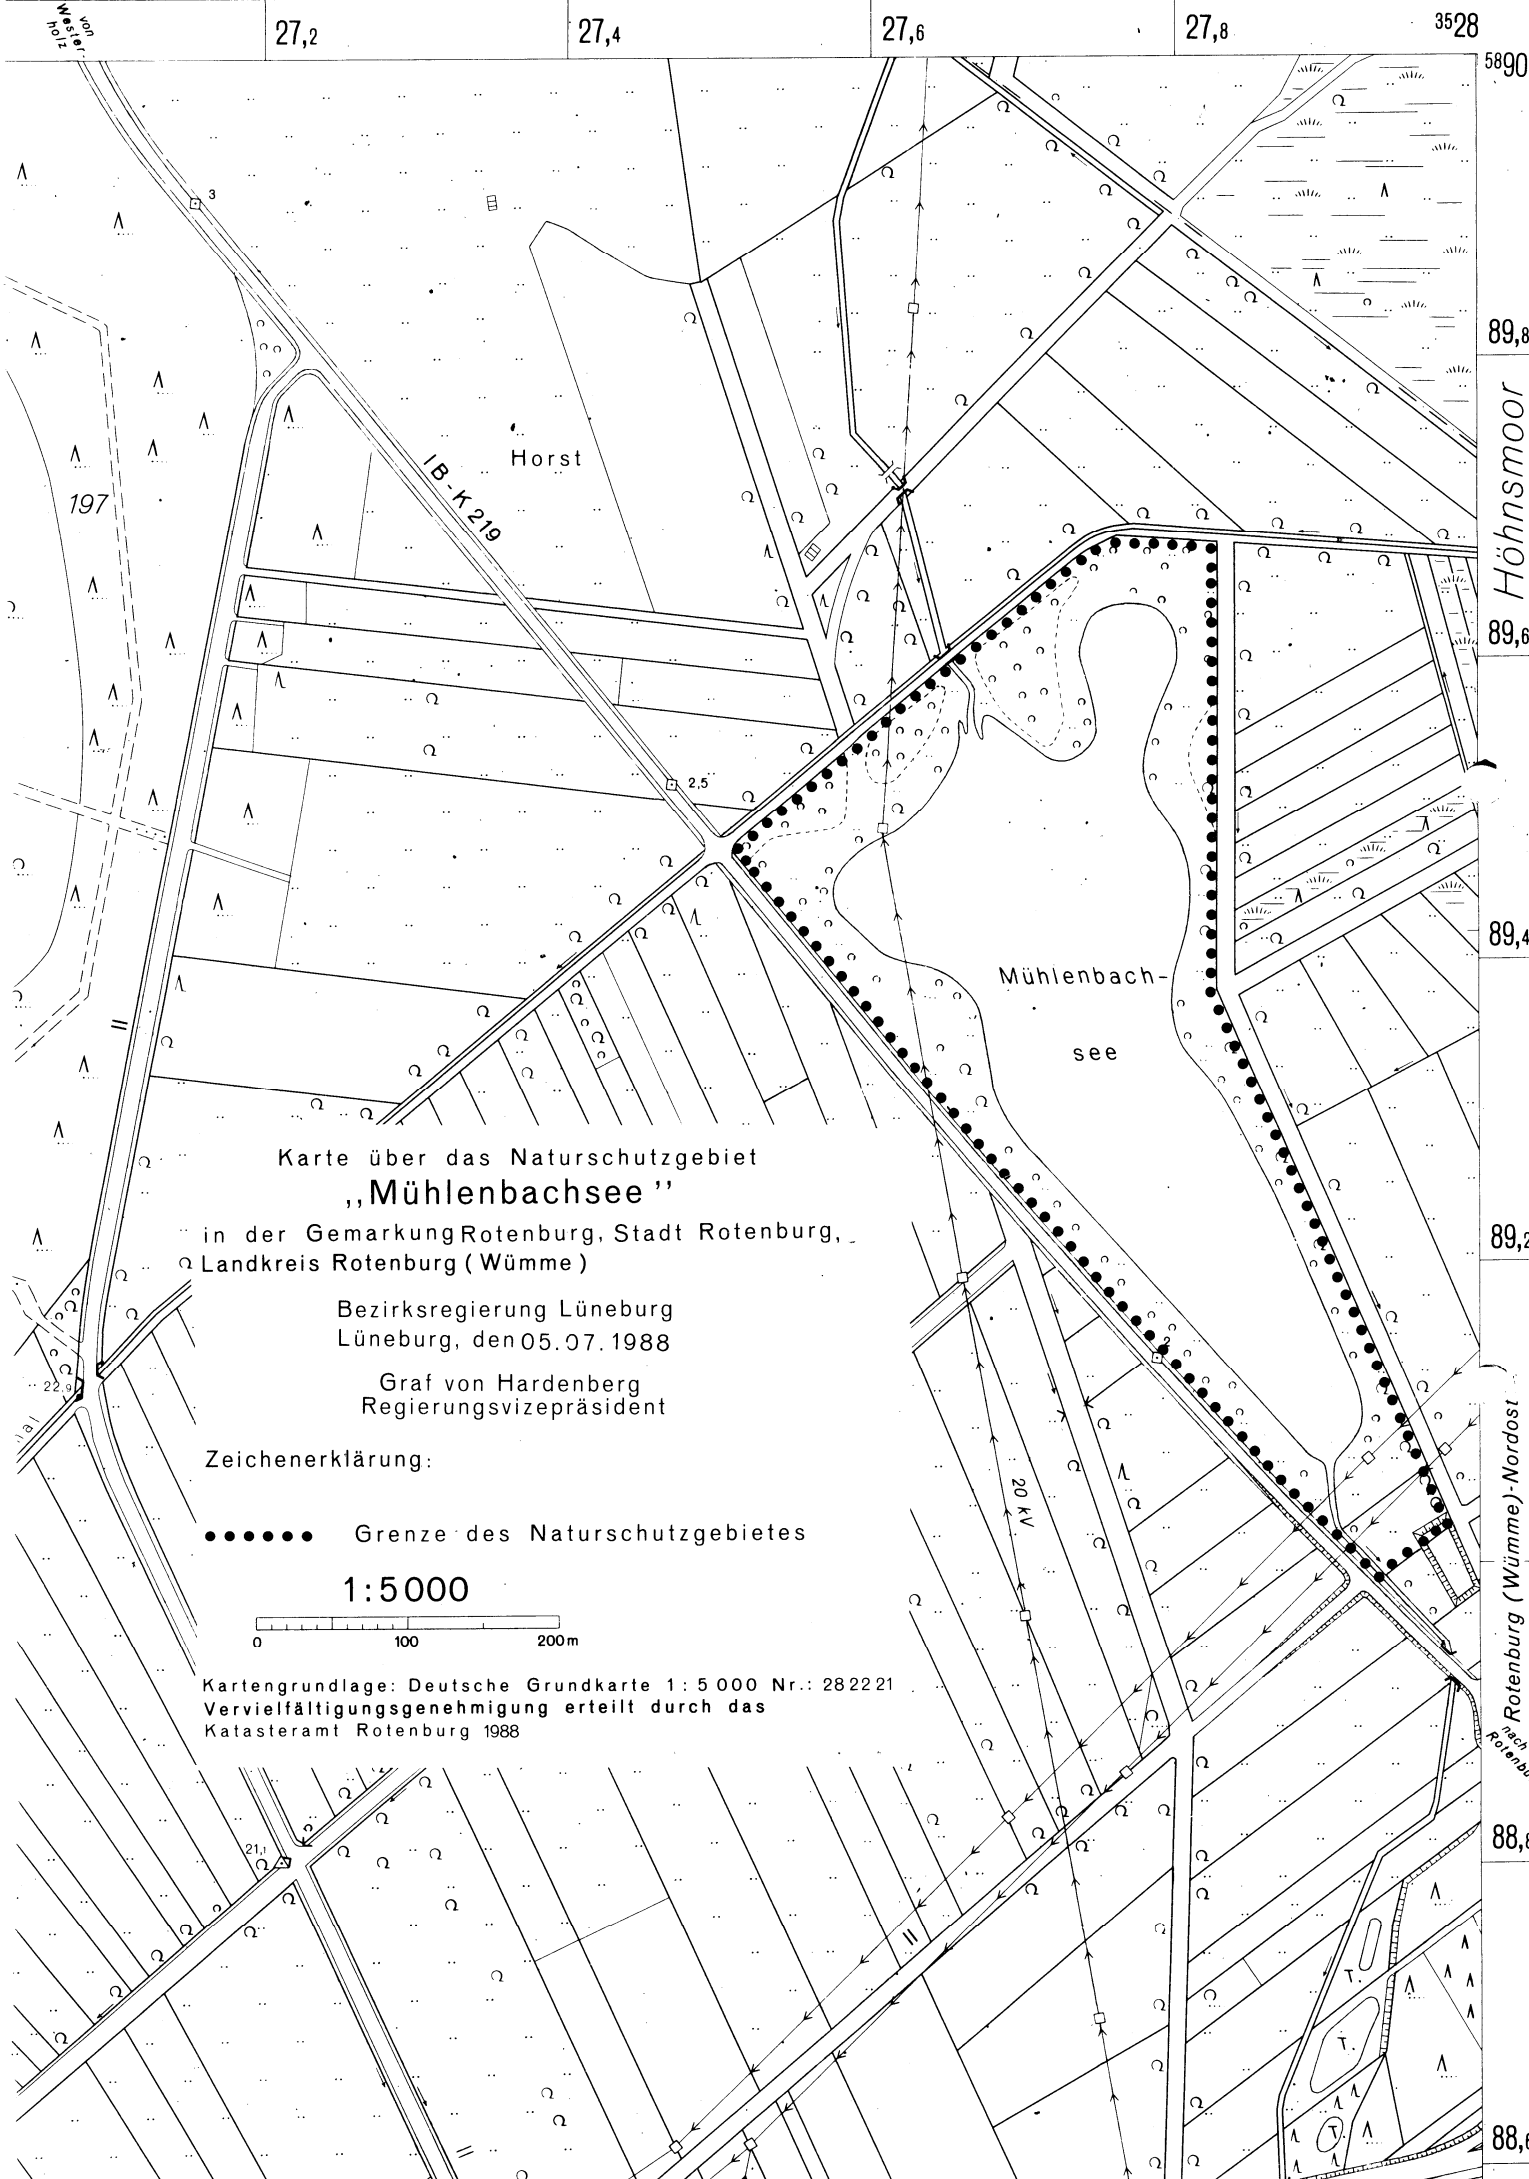 von
Wester-
holz
27,2
27,4
27,6
27,8
3528
5890
3
89,8
Höhnsmoor
Horst
IB-K 219
197
89,6
2,5
89,4
Mühlenbach-
see
Karte über das Naturschutzgebiet
„Mühlenbachsee”
in der Gemarkung Rotenburg, Stadt Rotenburg,
Landkreis Rotenburg (Wümme)
89,2
Bezirksregierung Lüneburg
Lüneburg, den 05.07.1988
2
Graf von Hardenberg
Regierungsvizepräsident
22,9
Zeichenerklärung:
20 kV
Grenze des Naturschutzgebietes
Rotenburg (Wümme)-Nordost
1:5000
0 100 200m
Kartengrundlage: Deutsche Grundkarte 1:5000 Nr.: 282221
Vervielfältigungsgenehmigung erteilt durch das
Katasteramt Rotenburg 1988
nach
21,1
88,8
T.
T.
T
88,6